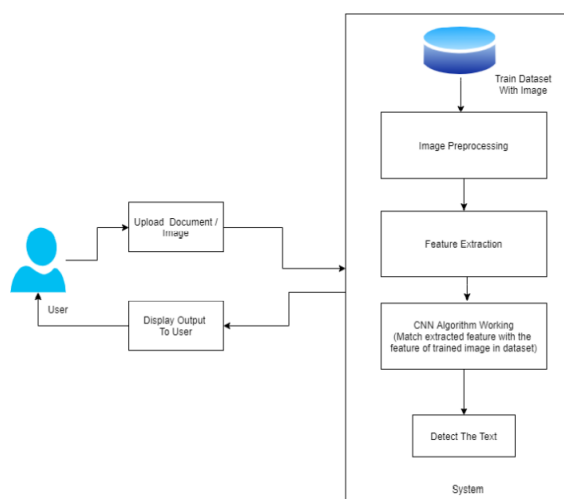 Train Dataset
With Image
Image Preprocessing
Feature Extraction
CNN Algorithm Working
(Match extracted feature with the
feature of trained image in dataset)
Detect The Text
System
Upload Document /
Image
User
Display Output
To User